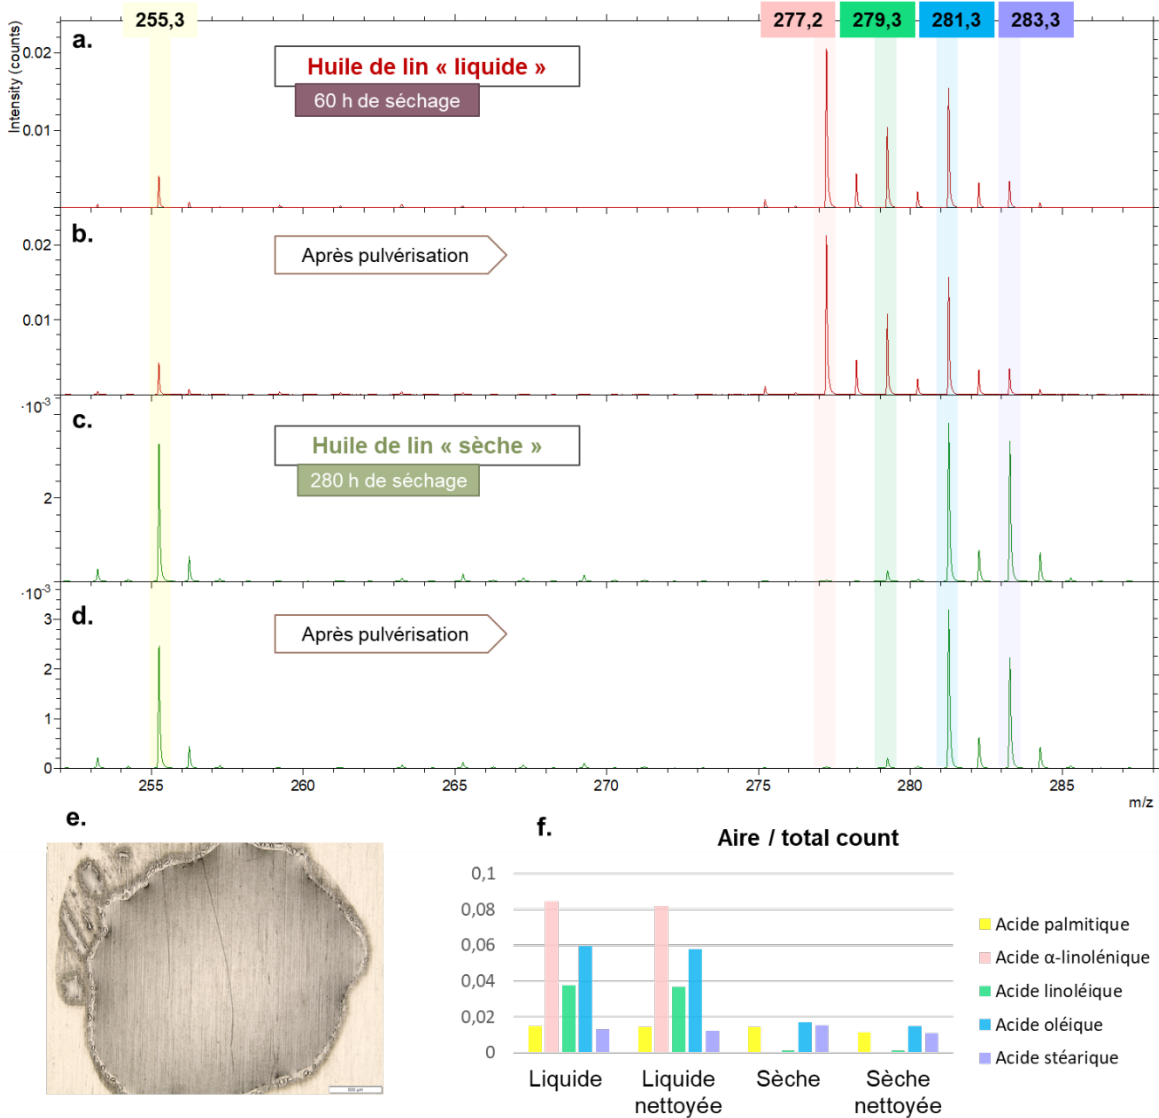 255,3
277,2
279,3
281,3
283,3
a.
Intensity (counts)
0.02
0.01
Huile de lin « liquide »
60 h de séchage
b.
0.02
0.01
Après pulvérisation
·10⁻³
c.
2
Huile de lin « sèche »
280 h de séchage
·10⁻³
d.
3
2
1
0
Après pulvérisation
255
260
265
270
275
280
285
m/z
e.
f.
Aire / total count
0,1
0,08
0,06
0,04
0,02
0
Liquide
Liquide
nettoyée
Sèche
Sèche
nettoyée
Acide palmitique
Acide α-linolénique
Acide linoléique
Acide oléique
Acide stéarique